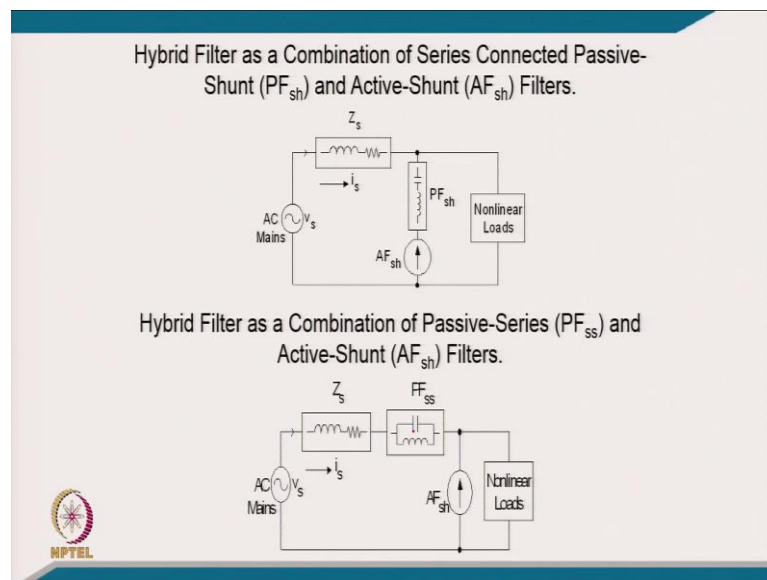 Hybrid Filter as a Combination of Series Connected Passive-
Shunt (PFsh) and Active-Shunt (AFsh) Filters.
Zs
is
AC
Mains
vs
PFsh
AFsh
Nonlinear
Loads
Hybrid Filter as a Combination of Passive-Series (PFss) and
Active-Shunt (AFsh) Filters.
Zs
PFss
is
AC
Mains
vs
AFsh
Nonlinear
Loads
NPTEL